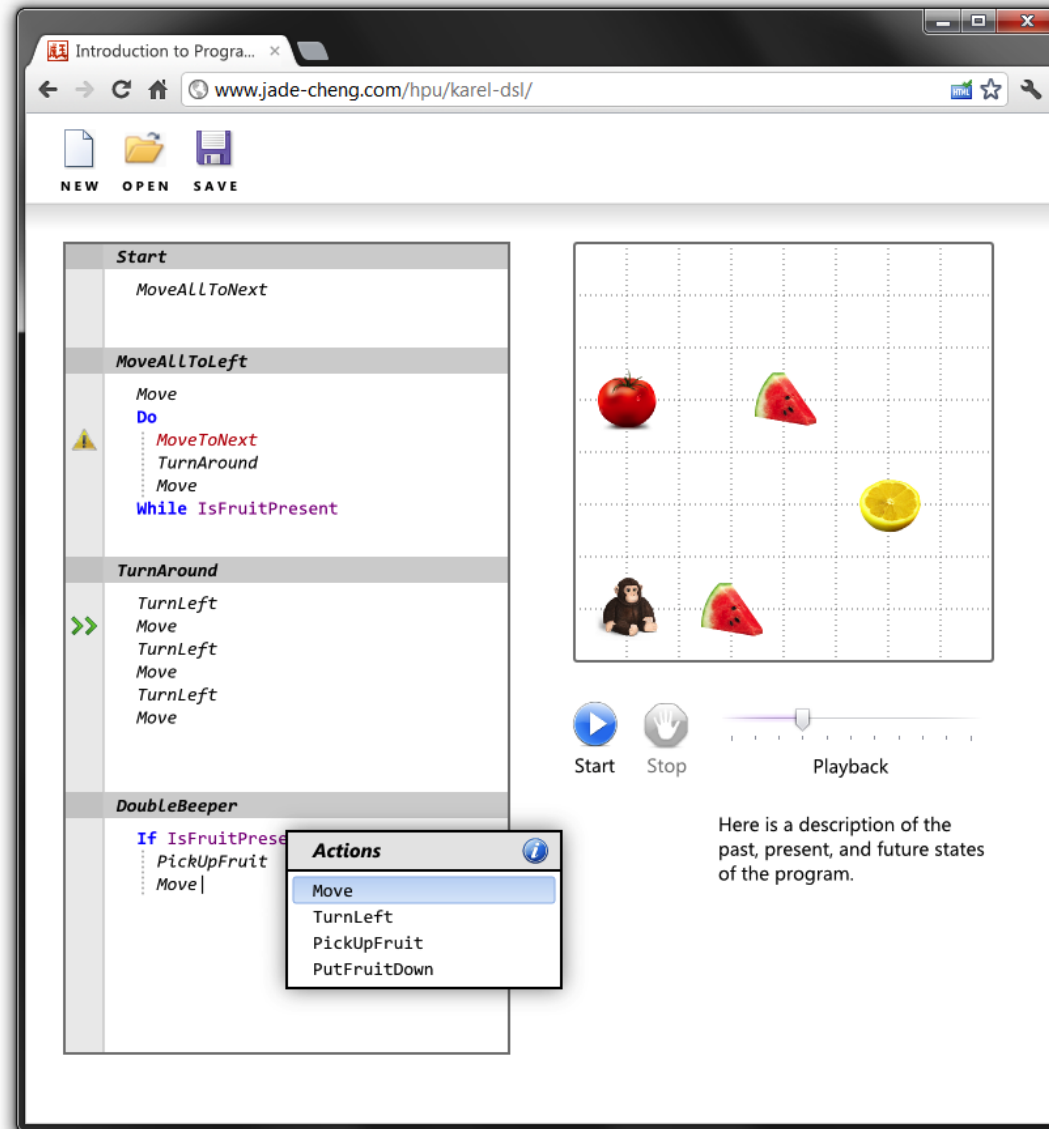 Introduction to Progra...
www.jade-cheng.com/hpu/karel-dsl/
HTML
NEW OPEN SAVE
Start
MoveAllToNext
MoveAllToLeft
Move
Do
MoveToNext
TurnAround
Move
While IsFruitPresent
TurnAround
TurnLeft
Move
TurnLeft
Move
TurnLeft
Move
DoubleBeeper
If IsFruitPrese
PickUpFruit
Move
Actions
Move
TurnLeft
PickUpFruit
PutFruitDown
Start Stop Playback
Here is a description of the
past, present, and future states
of the program.